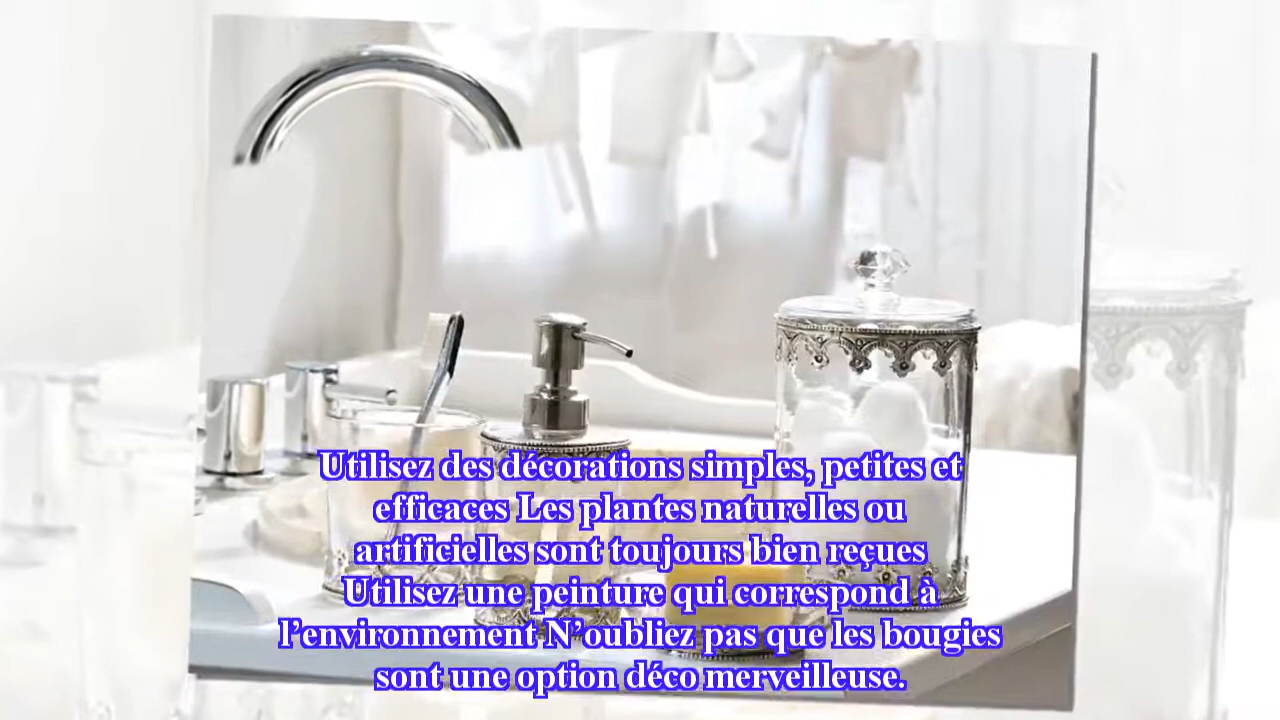 Utilisez des décorations simples, petites et
efficaces Les plantes naturelles ou
artificielles sont toujours bien reçues
Utilisez une peinture qui correspond à
l’environnement N’oubliez pas que les bougies
sont une option déco merveilleuse.